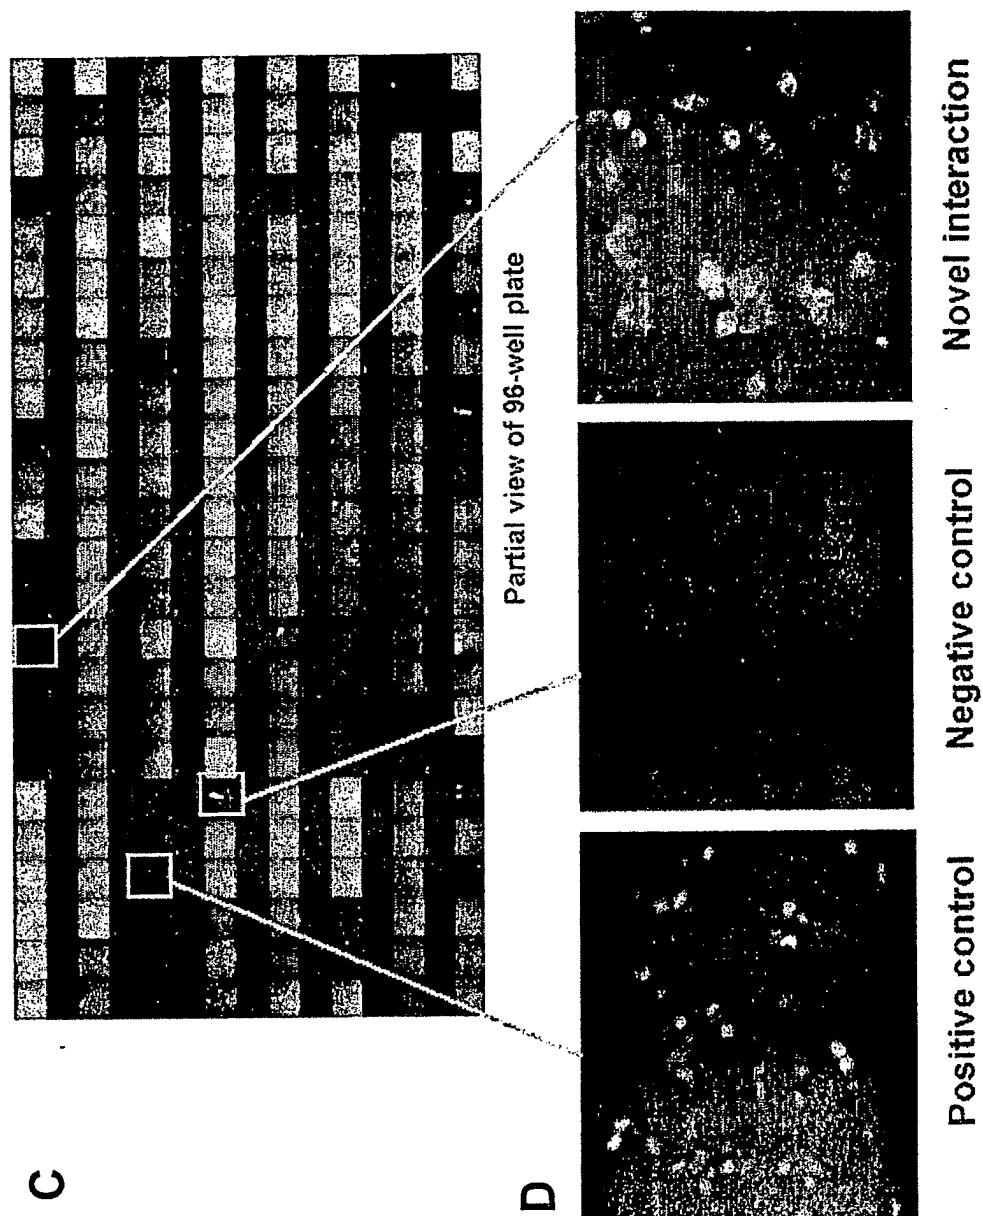 C
Partial view of 96-well plate
D
Positive control
Negative control
Novel interaction